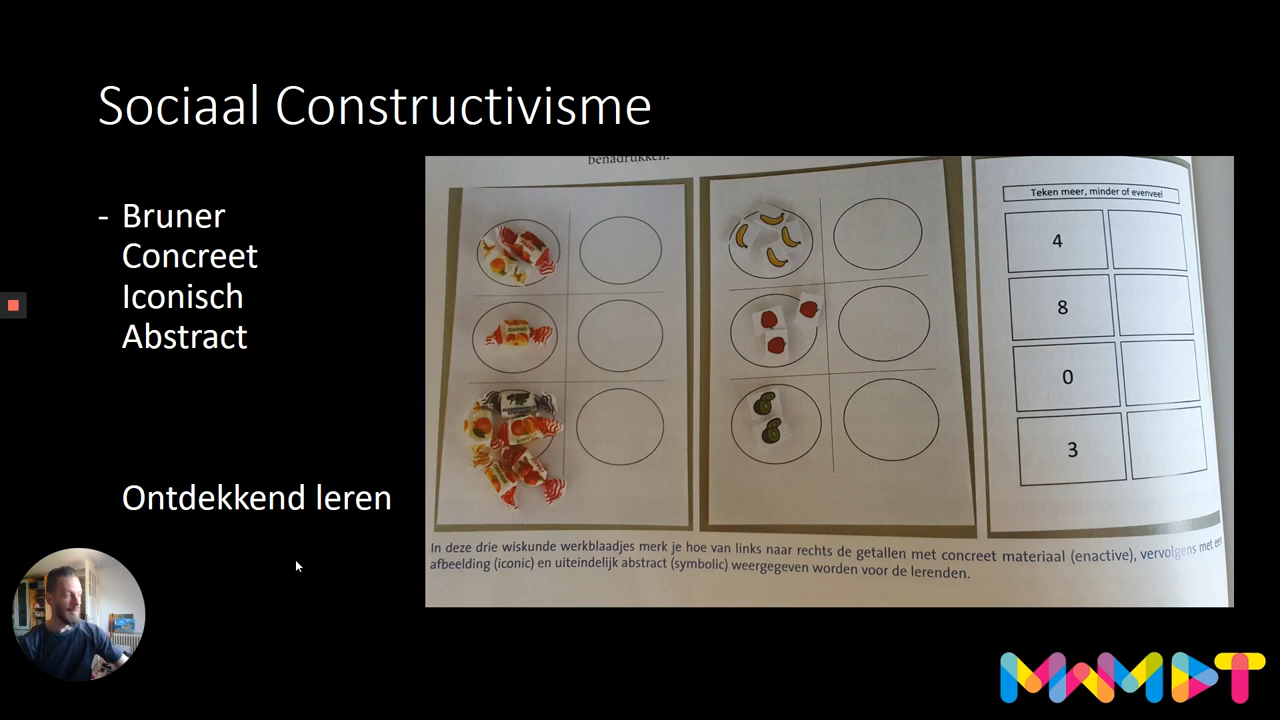 Sociaal Constructivisme
- Bruner
Concreet
Iconisch
Abstract
Ontdekkend leren
benadrukken.
Teken meer, minder of evenveel
4
8
0
3
In deze drie wiskunde werkblaadjes merk je hoe van links naar rechts de getallen met concreet materiaal (enactive), vervolgens met een
afbeelding (iconic) en uiteindelijk abstract (symbolic) weergegeven worden voor de lerenden.